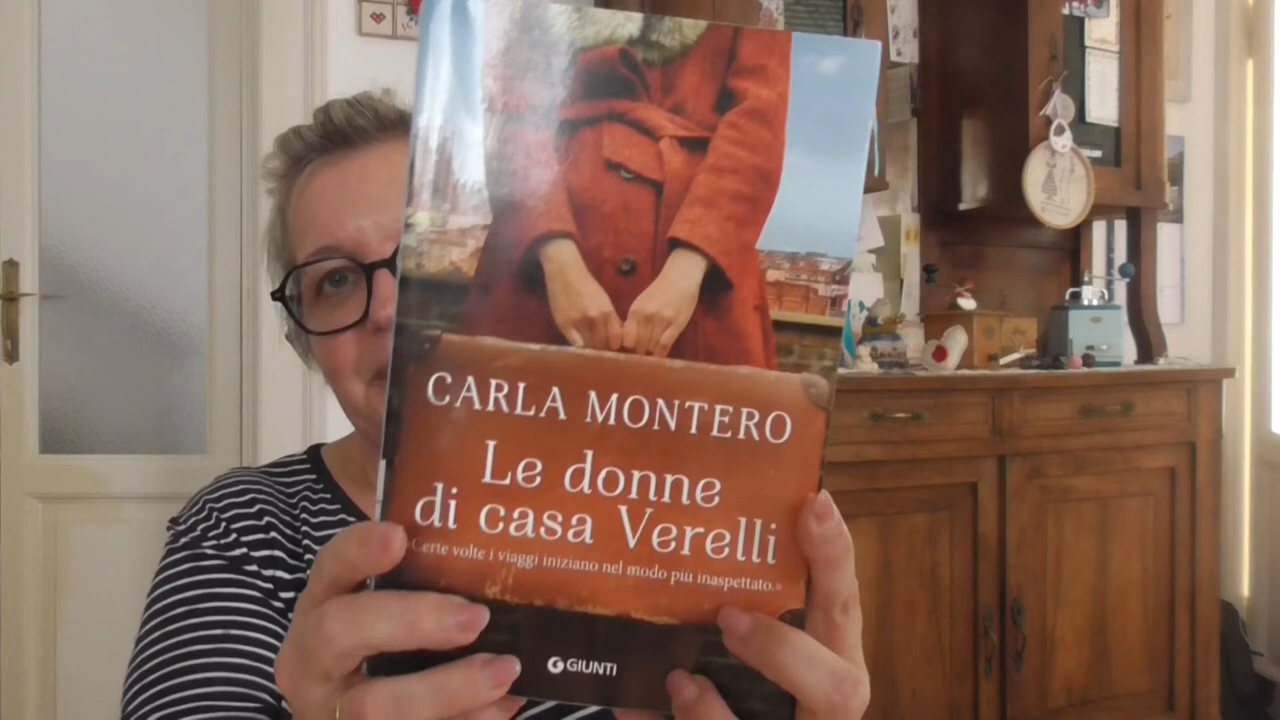 CARLA MONTERO
Le donne
di casa Verelli
«Certe volte i viaggi iniziano nel modo più inaspettato.»
GIUNTI